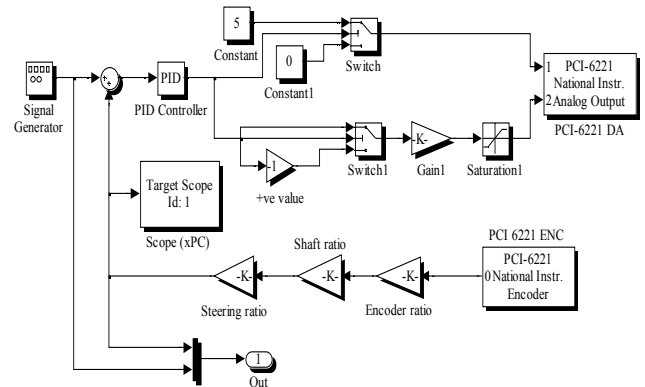 5
Constant
0
Constant1
Switch
PCI-6221
1 National Instr.
2 Analog Output
PCI-6221 DA
Signal
Generator
PID
PID Controller
-1
+ve value
Switch1
-K-
Gain1
Saturation1
Target Scope
Id: 1
Scope (xPC)
PCI 6221 ENC
PCI-6221
0 National Instr.
Encoder
Shaft ratio
-K-
-K-
-K-
Steering ratio
Encoder ratio
1
Out